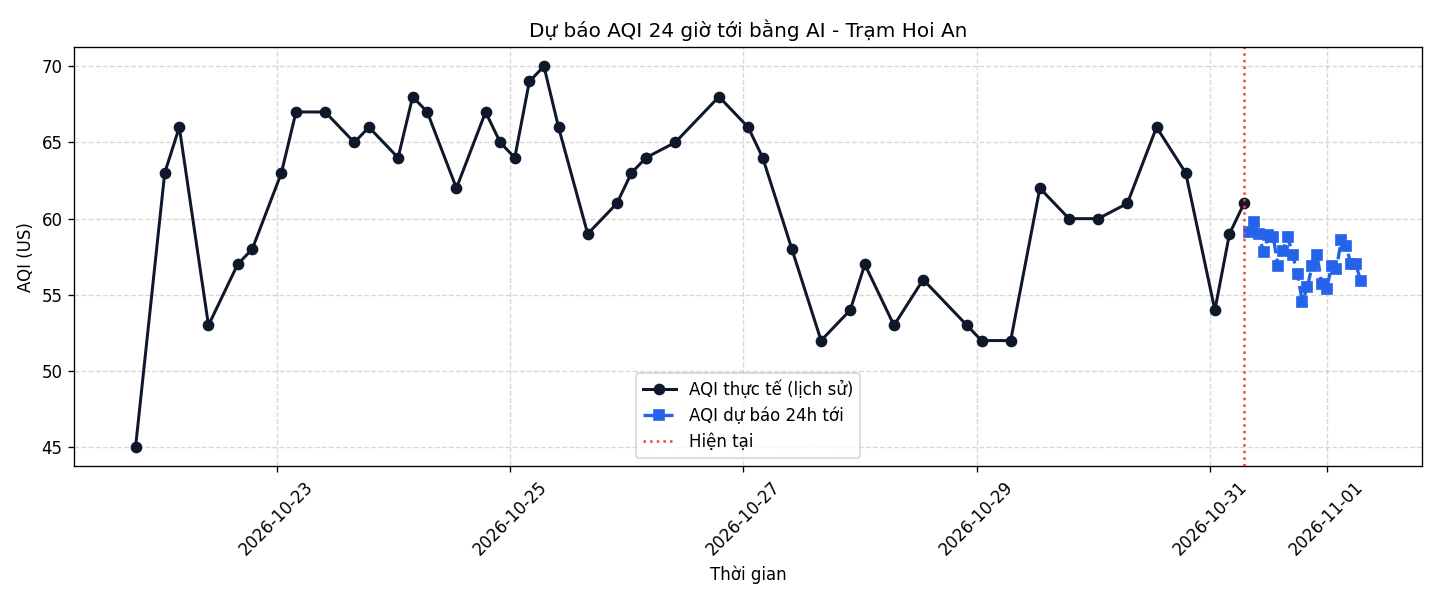 Dự báo AQI 24 giờ tới bằng AI - Trạm Hoi An
AQI (US)
70
65
60
55
50
45
AQI thực tế (lịch sử)
AQI dự báo 24h tới
Hiện tại
2026-10-23
2026-10-25
2026-10-27
2026-10-29
2026-10-31
2026-11-01
Thời gian